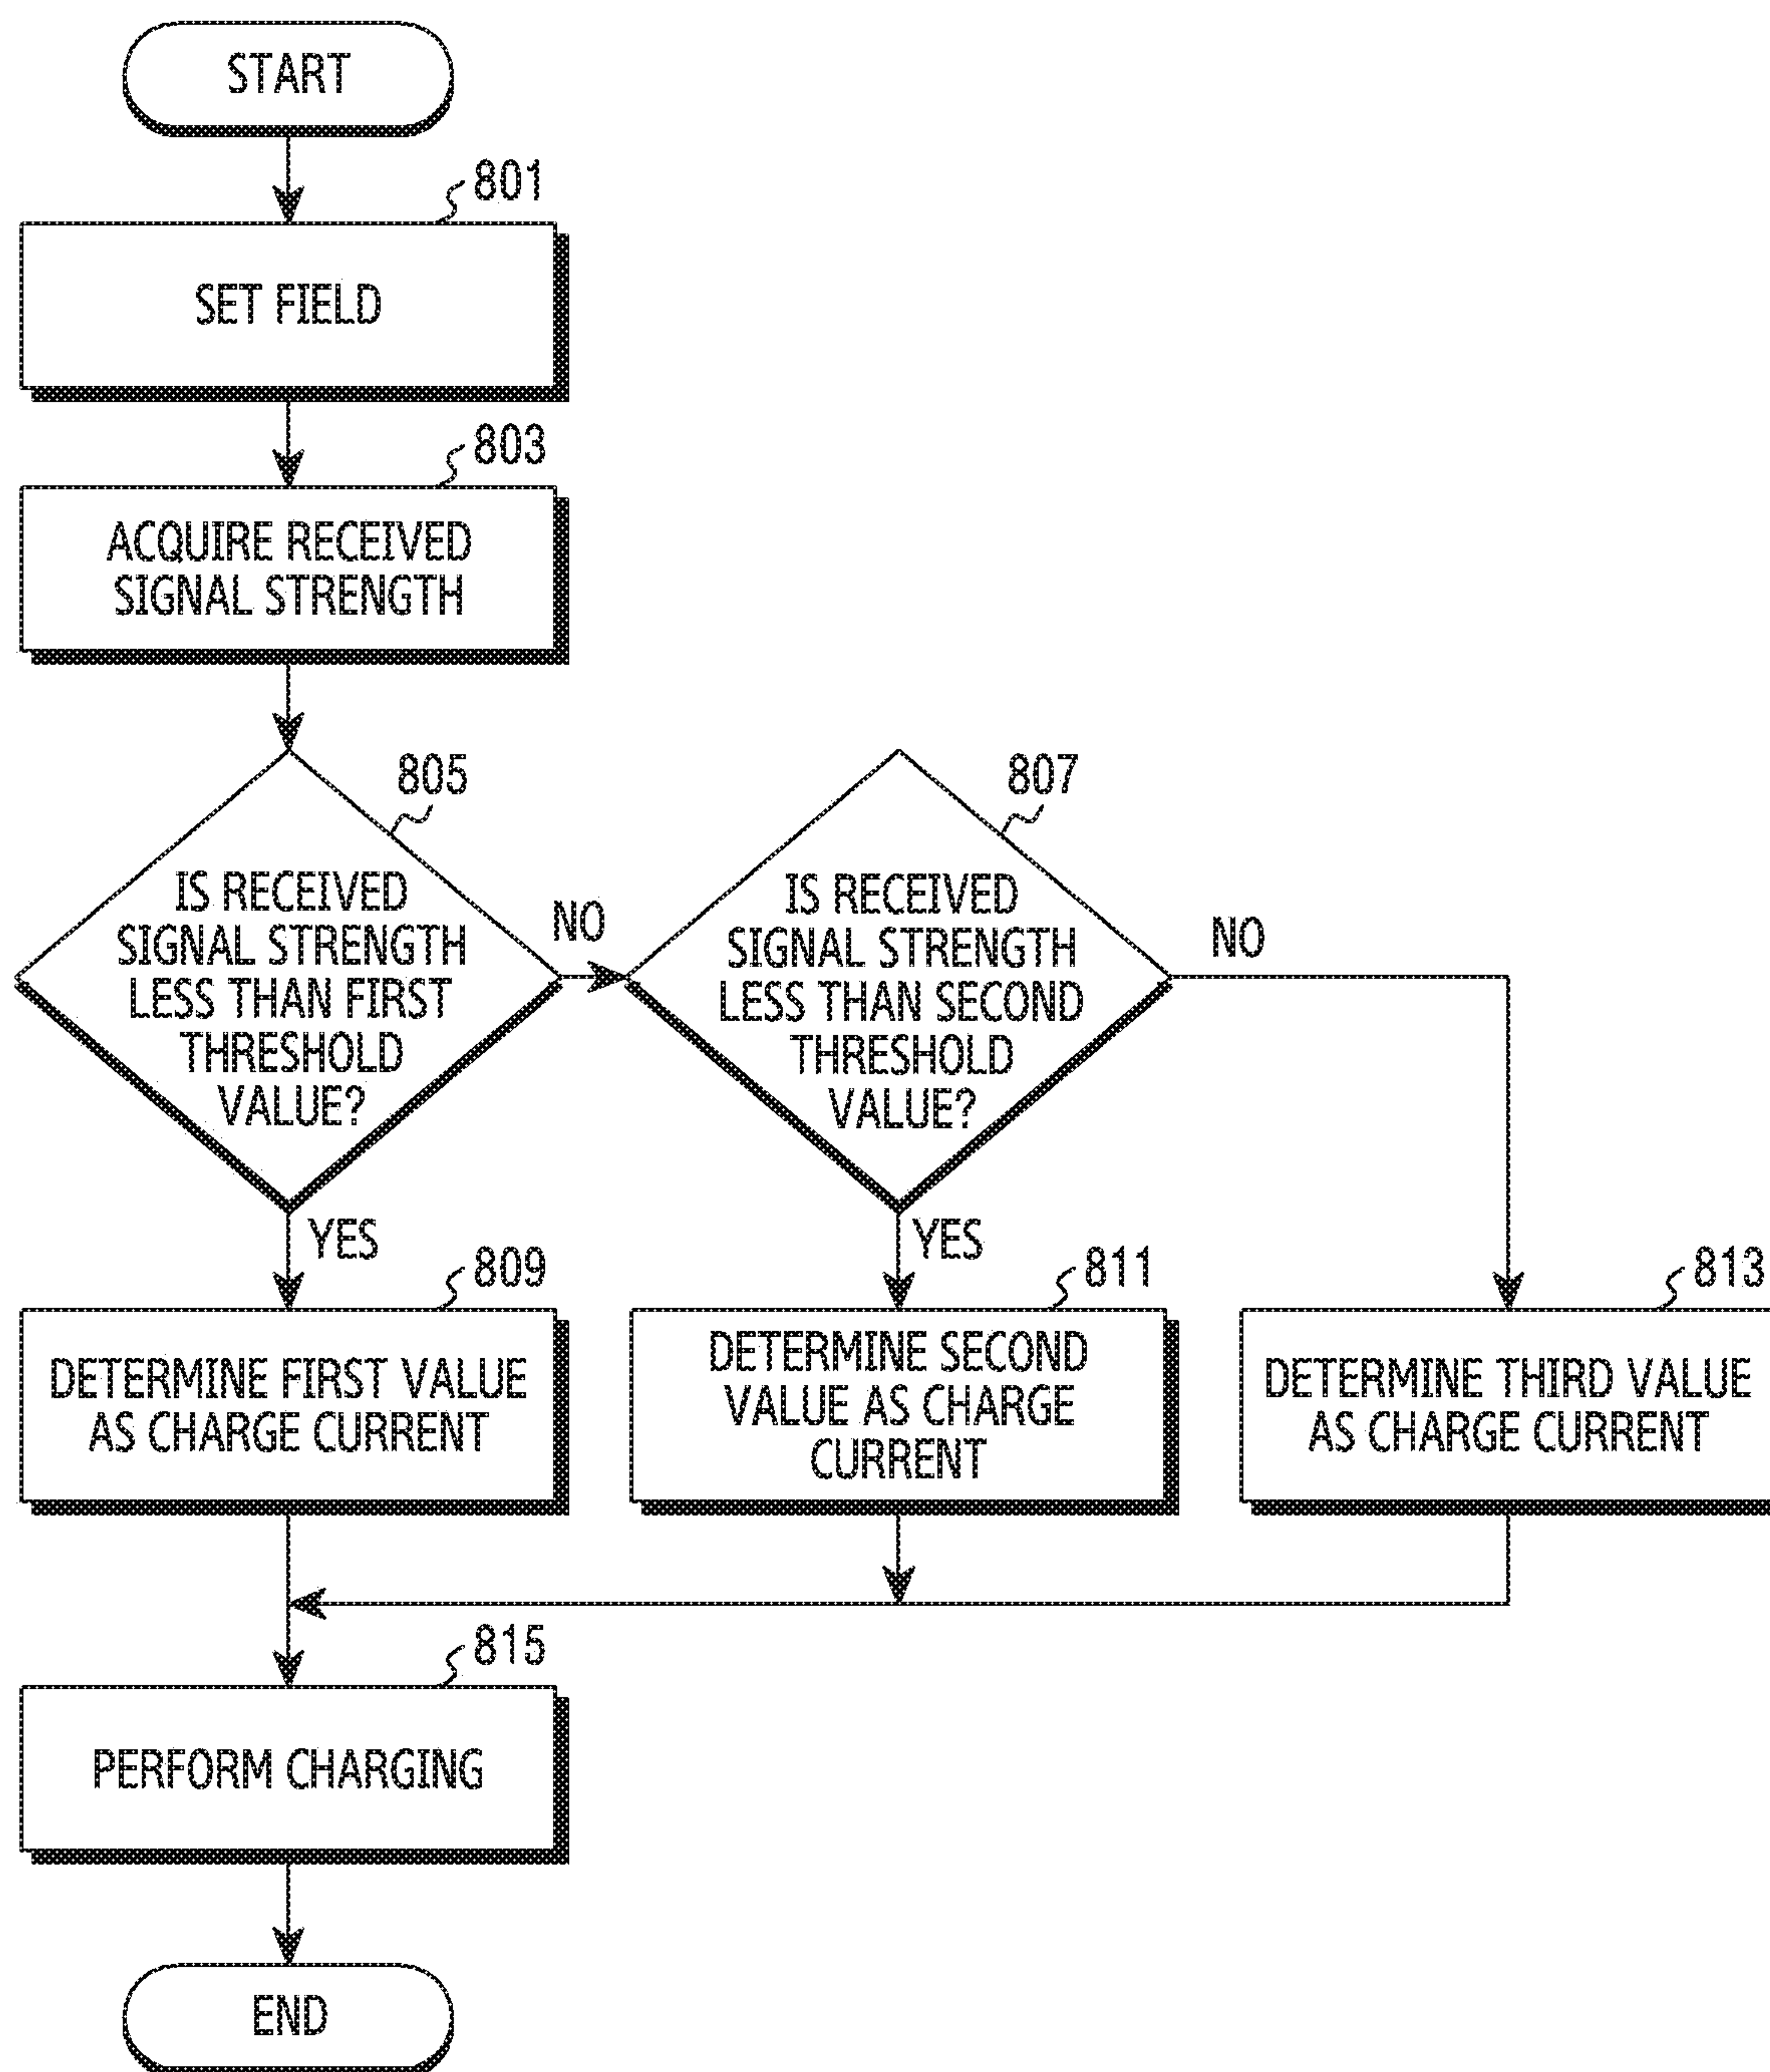 START
801
SET FIELD
803
ACQUIRE RECEIVED
SIGNAL STRENGTH
805
IS RECEIVED
SIGNAL STRENGTH
LESS THAN FIRST
THRESHOLD
VALUE?
NO
YES
807
IS RECEIVED
SIGNAL STRENGTH
LESS THAN SECOND
THRESHOLD
VALUE?
NO
YES
809
DETERMINE FIRST VALUE
AS CHARGE CURRENT
811
DETERMINE SECOND
VALUE AS CHARGE
CURRENT
813
DETERMINE THIRD VALUE
AS CHARGE CURRENT
815
PERFORM CHARGING
END